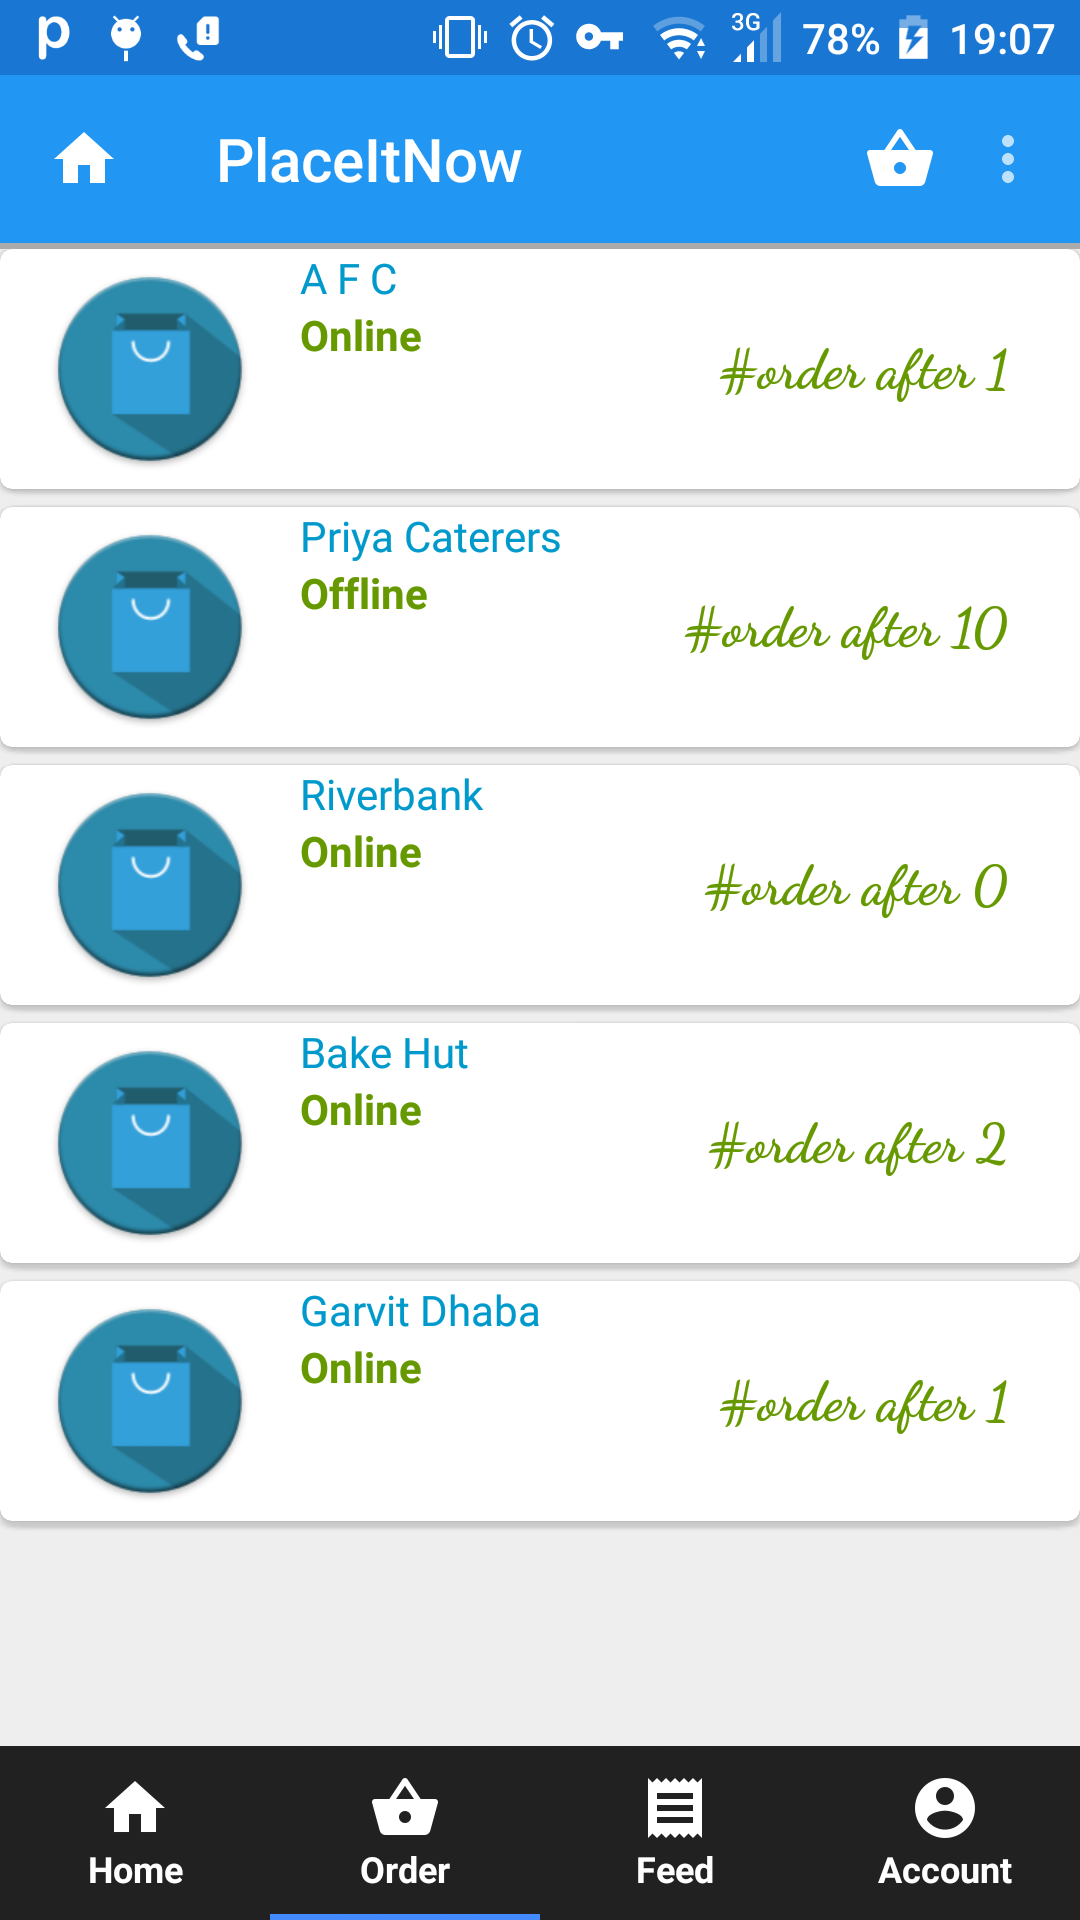 3G 78% 19:07
PlaceItNow
A F C
Online
#order after 1
Priya Caterers
Offline
#order after 10
Riverbank
Online
#order after 0
Bake Hut
Online
#order after 2
Garvit Dhaba
Online
#order after 1
Home Order Feed Account